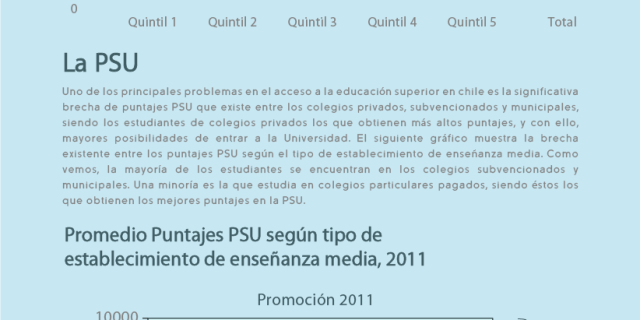 0
Quintil 1 Quintil 2 Quintil 3 Quintil 4 Quintil 5 Total
La PSU
Uno de los principales problemas en el acceso a la educación superior en chile es la significativa
brecha de puntajes PSU que existe entre los colegios privados, subvencionados y municipales,
siendo los estudiantes de colegios privados los que obtienen más altos puntajes, y con ello,
mayores posibilidades de entrar a la Universidad. El siguiente gráfico muestra la brecha
existente entre los puntajes PSU según el tipo de establecimiento de enseñanza media. Como
vemos, la mayoría de los estudiantes se encuentran en los colegios subvencionados y
municipales. Una minoría es la que estudia en colegios particulares pagados, siendo éstos los
que obtienen los mejores puntajes en la PSU.
Promedio Puntajes PSU según tipo de
establecimiento de enseñanza media, 2011
Promoción 2011
10000